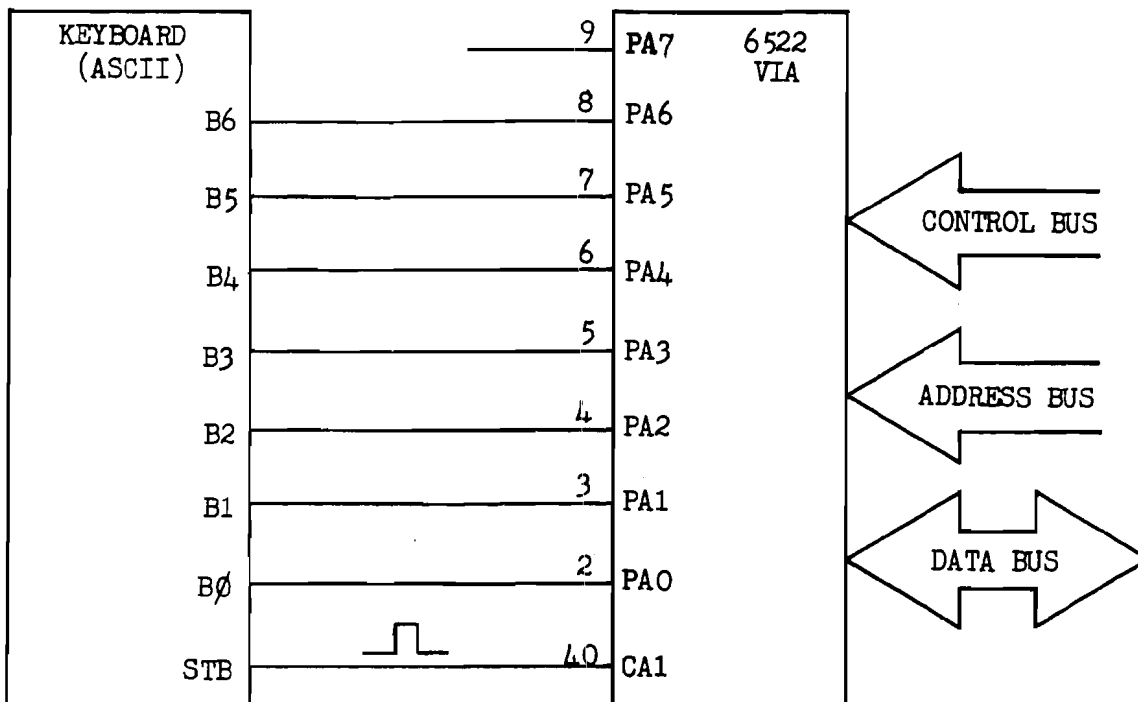 KEYBOARD
(ASCII)
9 PA7
6522
VIA
B6 8 PA6
B5 7 PA5
B4 6 PA4
B3 5 PA3
B2 4 PA2
B1 3 PA1
BØ 2 PA0
STB 40 CA1
CONTROL BUS
ADDRESS BUS
DATA BUS